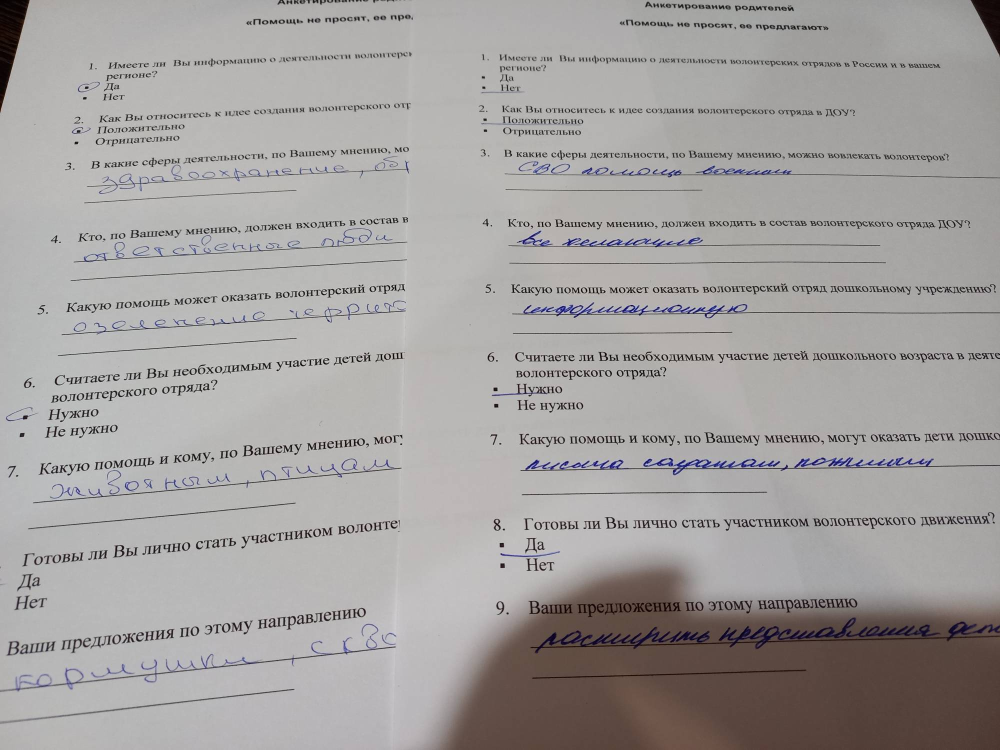 Анкетирование
«Помощь не просят, ее пред
1. Имеете ли Вы информацию о деятельности волонтерск
регионе?
▪ Да
▪ Нет
2. Как Вы относитесь к идее создания волонтерского отр
▪ Положительно
▪ Отрицательно
3. В какие сферы деятельности, по Вашему мнению, мо
здравоохранение, обр
4. Кто, по Вашему мнению, должен входить в состав в
ответственные люди
5. Какую помощь может оказать волонтерский отряд
озеленение террито
6. Считаете ли Вы необходимым участие детей дош
волонтерского отряда?
▪ Нужно
▪ Не нужно
7. Какую помощь и кому, по Вашему мнению, могу
животным, птицам
Готовы ли Вы лично стать участником волонтер
Да
Нет
Ваши предложения по этому направлению
кормушки, скво
Анкетирование родителей
«Помощь не просят, ее предлагают»
1. Имеете ли Вы информацию о деятельности волонтерских отрядов в России и в вашем
регионе?
▪ Да
▪ Нет
2. Как Вы относитесь к идее создания волонтерского отряда в ДОУ?
▪ Положительно
▪ Отрицательно
3. В какие сферы деятельности, по Вашему мнению, можно вовлекать волонтеров?
СВО помощь военным
4. Кто, по Вашему мнению, должен входить в состав волонтерского отряда ДОУ?
все желающие
5. Какую помощь может оказать волонтерский отряд дошкольному учреждению?
информационную
6. Считаете ли Вы необходимым участие детей дошкольного возраста в деяте
волонтерского отряда?
▪ Нужно
▪ Не нужно
7. Какую помощь и кому, по Вашему мнению, могут оказать дети дошко
письма солдатам, пожилым
8. Готовы ли Вы лично стать участником волонтерского движения?
▪ Да
▪ Нет
9. Ваши предложения по этому направлению
расширить представления дет